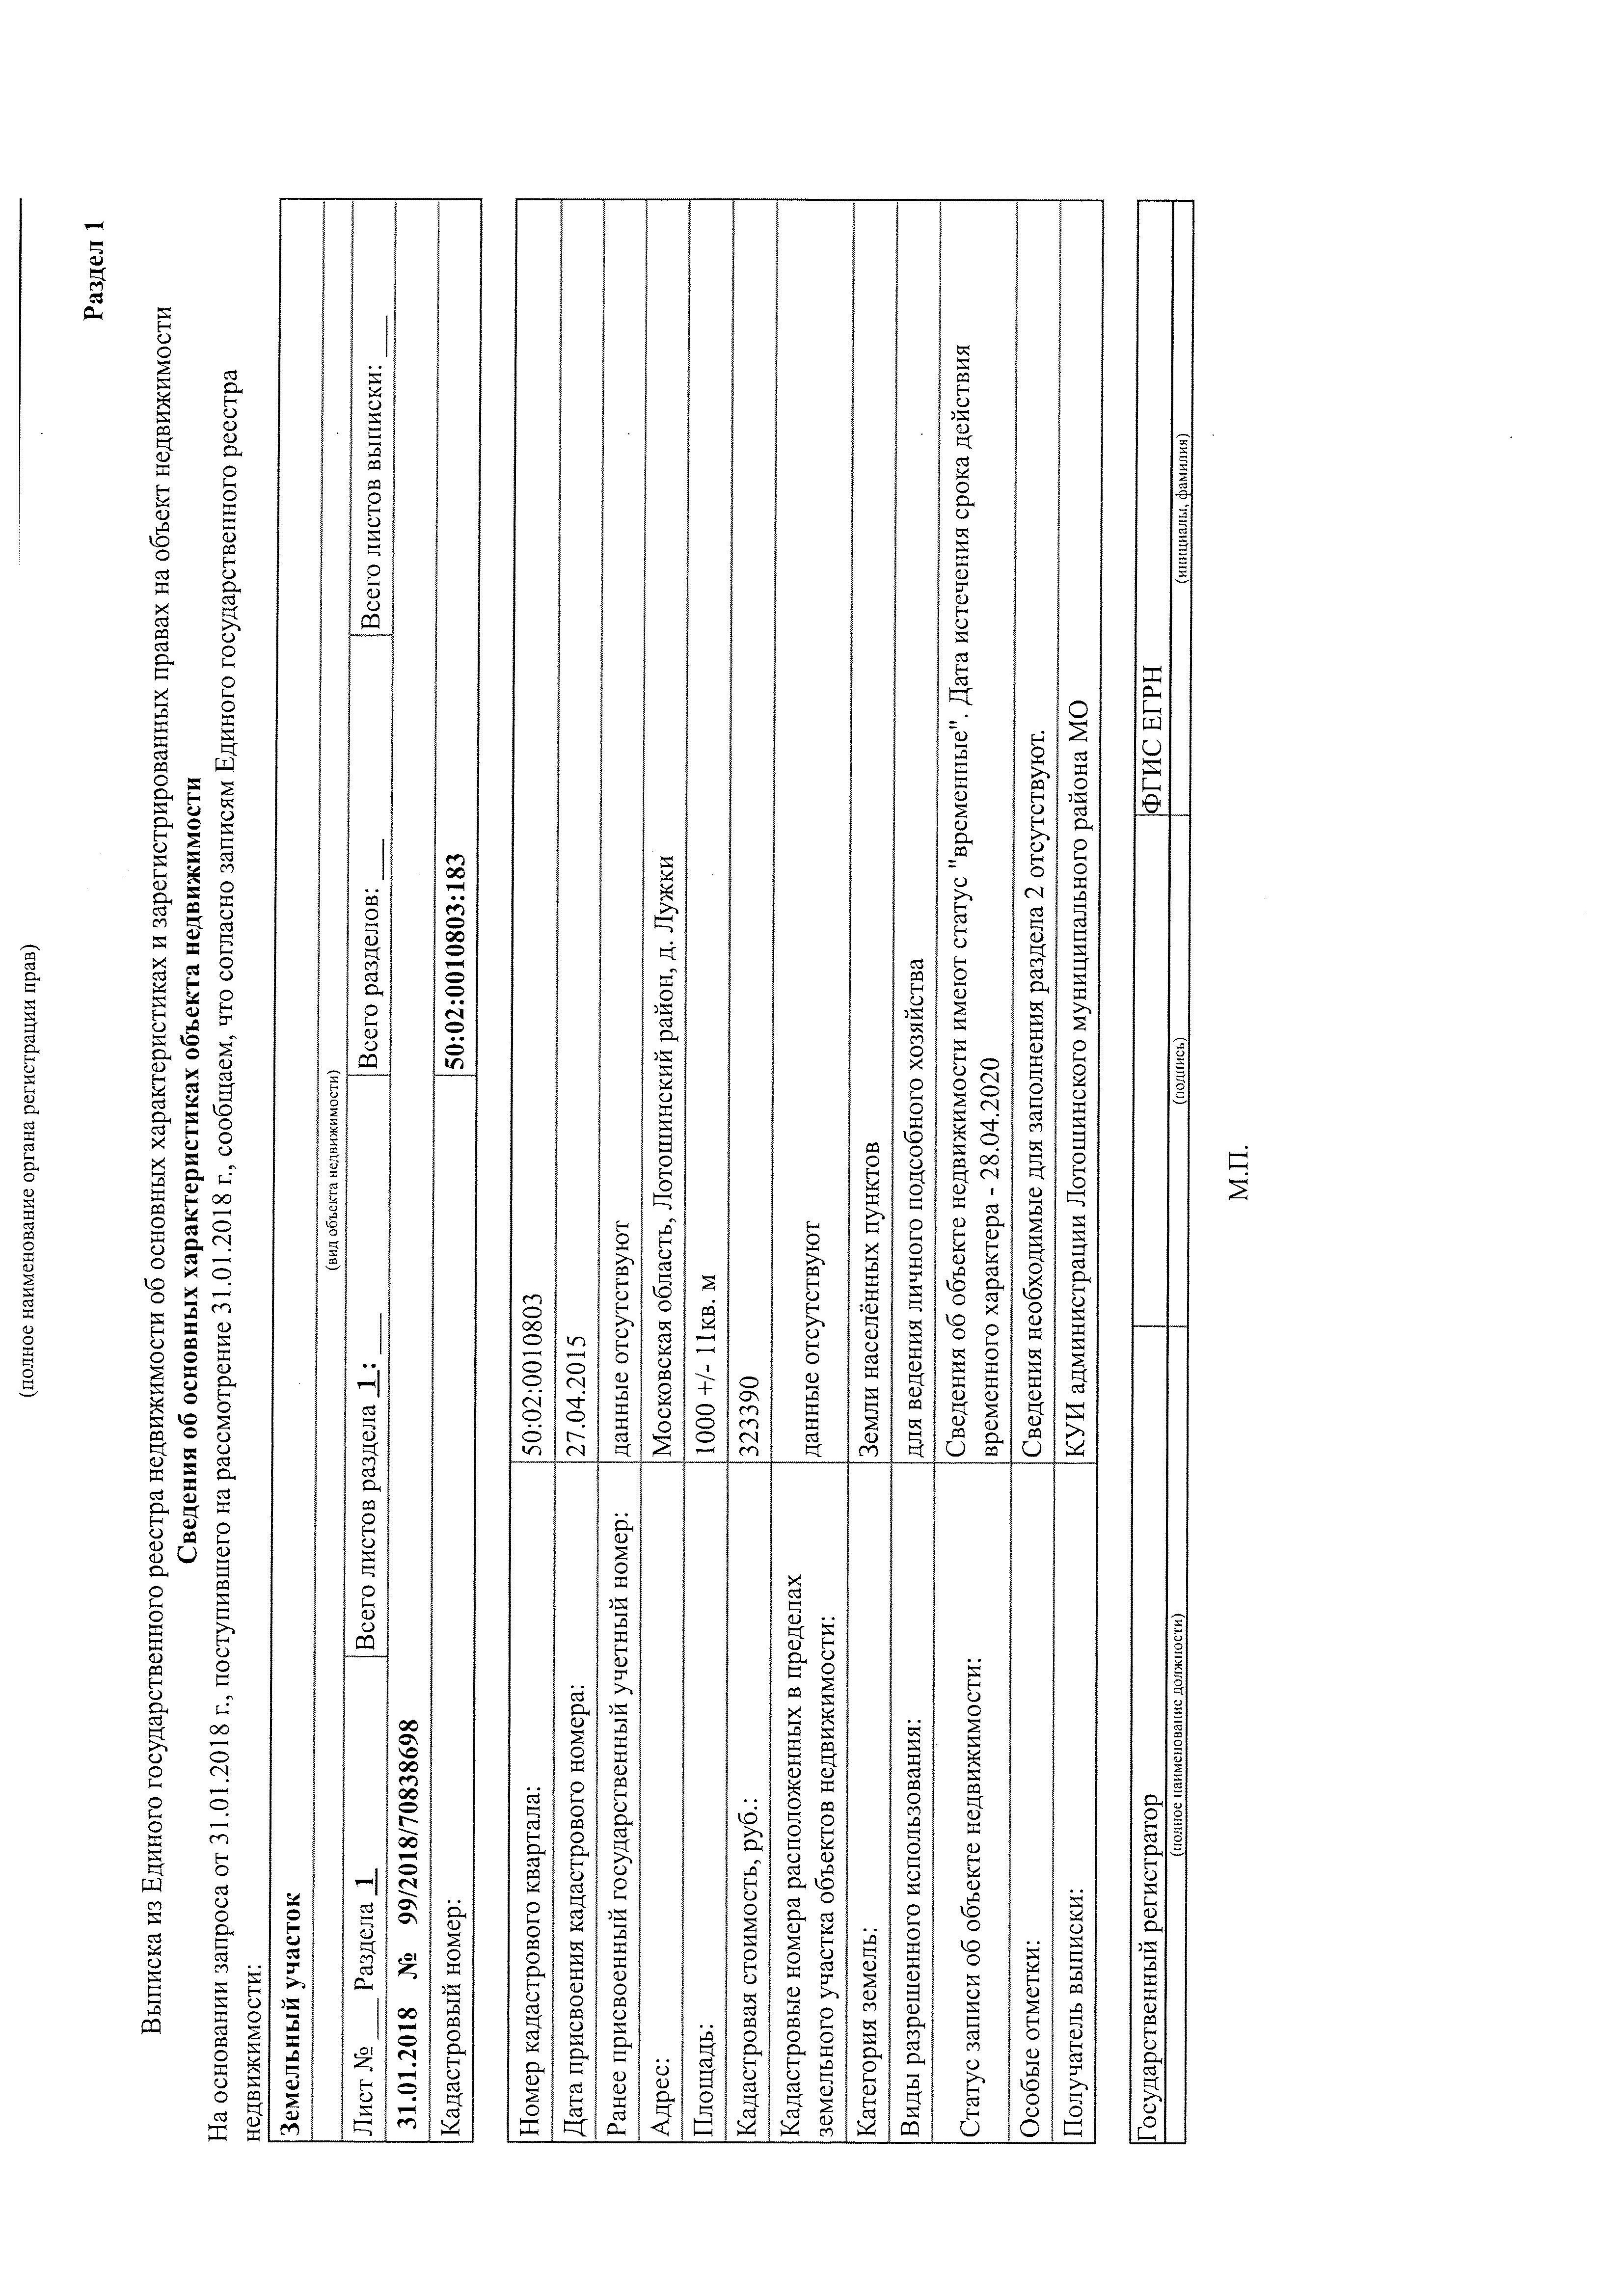 (полное наименование органа регистрации прав)
Раздел 1
Выписка из Единого государственного реестра недвижимости об основных характеристиках и зарегистрированных правах на объект недвижимости
Сведения об основных характеристиках объекта недвижимости
На основании запроса от 31.01.2018 г., поступившего на рассмотрение 31.01.2018 г., сообщаем, что согласно записям Единого государственного реестра
недвижимости:
Земельный участок
(вид объекта недвижимости)
Лист № ___ Раздела 1 Всего листов раздела 1 : ___ Всего разделов: ___ Всего листов выписки: ___
31.01.2018 № 99/2018/70838698
Кадастровый номер: 50:02:0010803:183
Номер кадастрового квартала: 50:02:0010803
Дата присвоения кадастрового номера: 27.04.2015
Ранее присвоенный государственный учетный номер: данные отсутствуют
Адрес: Московская область, Лотошинский район, д. Лужки
Площадь: 1000 +/- 11кв. м
Кадастровая стоимость, руб.: 323390
Кадастровые номера расположенных в пределах
земельного участка объектов недвижимости: данные отсутствуют
Категория земель: Земли населённых пунктов
Виды разрешенного использования: для ведения личного подсобного хозяйства
Статус записи об объекте недвижимости: Сведения об объекте недвижимости имеют статус "временные". Дата истечения срока действия
временного характера - 28.04.2020
Особые отметки: Сведения необходимые для заполнения раздела 2 отсутствуют.
Получатель выписки: КУИ администрации Лотошинского муниципального района МО
Государственный регистратор ФГИС ЕГРН
(полное наименование должности) (подпись) (инициалы, фамилия)
М.П.